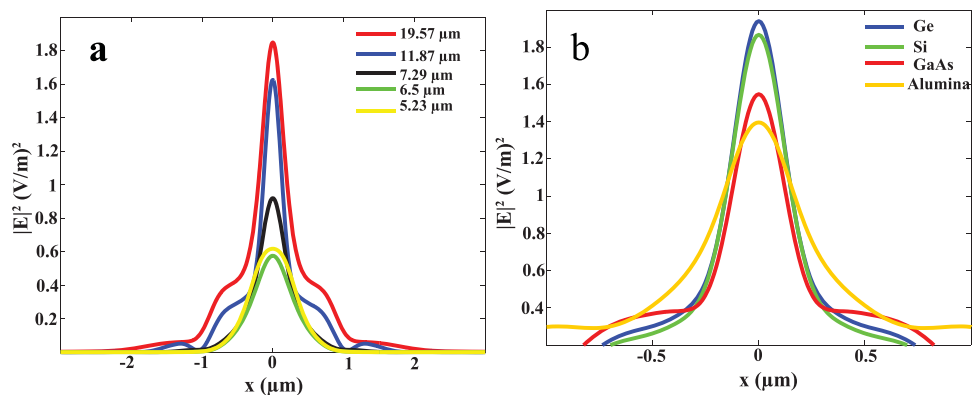 a
19.57 µm
11.87 µm
7.29 µm
6.5 µm
5.23 µm
|E|² (V/m)²
1.8
1.6
1.4
1.2
1
0.8
0.6
0.4
0.2
-2
-1
0
1
2
x (µm)
b
Ge
Si
GaAs
Alumina
|E|² (V/m)²
1.8
1.6
1.4
1.2
1
0.8
0.6
0.4
-0.5
0
0.5
x (µm)